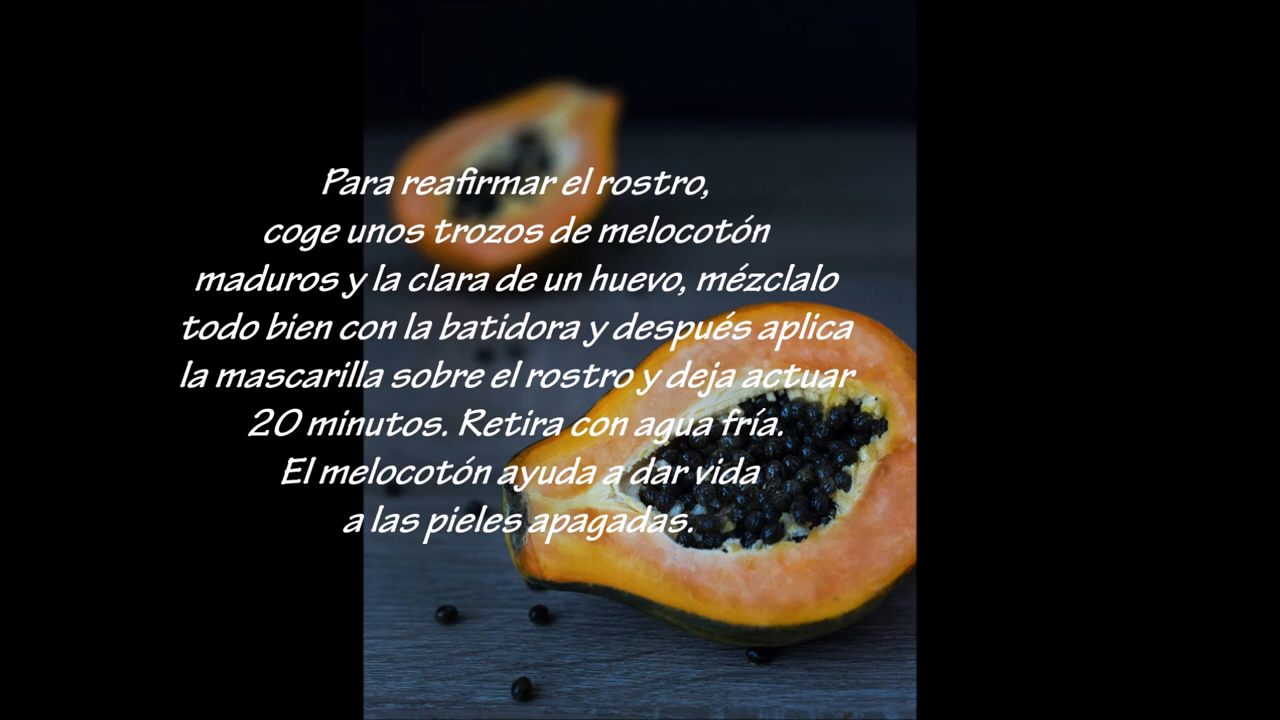 Para reafirmar el rostro,
coge unos trozos de melocotón
maduros y la clara de un huevo, mézclalo
todo bien con la batidora y después aplica
la mascarilla sobre el rostro y deja actuar
20 minutos. Retira con agua fría.
El melocotón ayuda a dar vida
a las pieles apagadas.